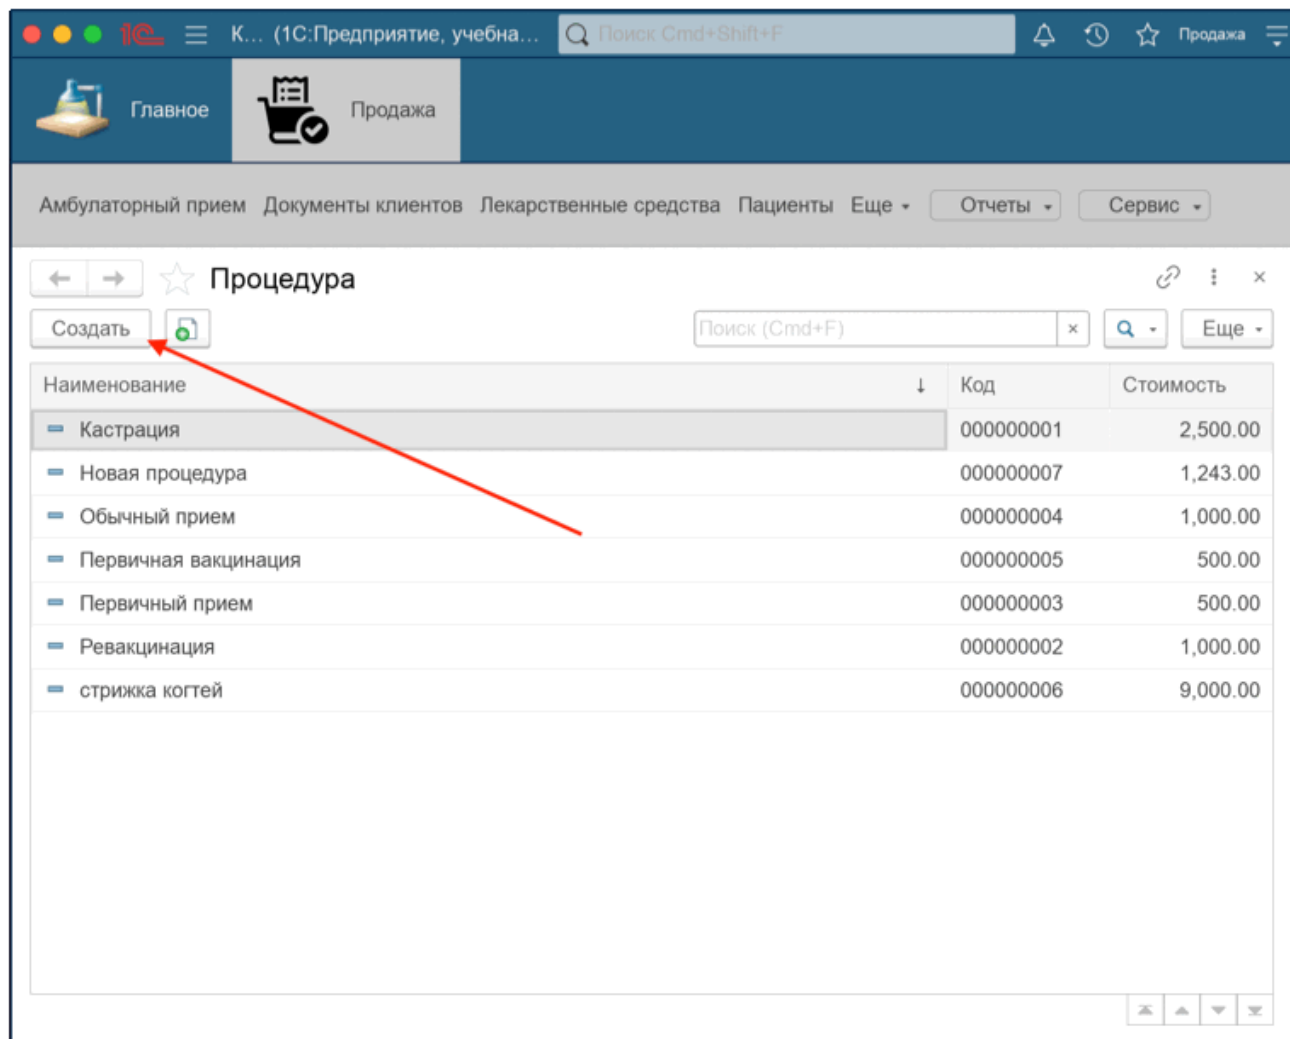 1С К... (1С:Предприятие, учебна... Поиск Cmd+Shift+F Продажа
Главное Продажа
Амбулаторный прием Документы клиентов Лекарственные средства Пациенты Еще Отчеты Сервис
Процедура
Создать Поиск (Cmd+F) × Еще
Наименование ↓ Код Стоимость
Кастрация 000000001 2,500.00
Новая процедура 000000007 1,243.00
Обычный прием 000000004 1,000.00
Первичная вакцинация 000000005 500.00
Первичный прием 000000003 500.00
Ревакцинация 000000002 1,000.00
стрижка когтей 000000006 9,000.00